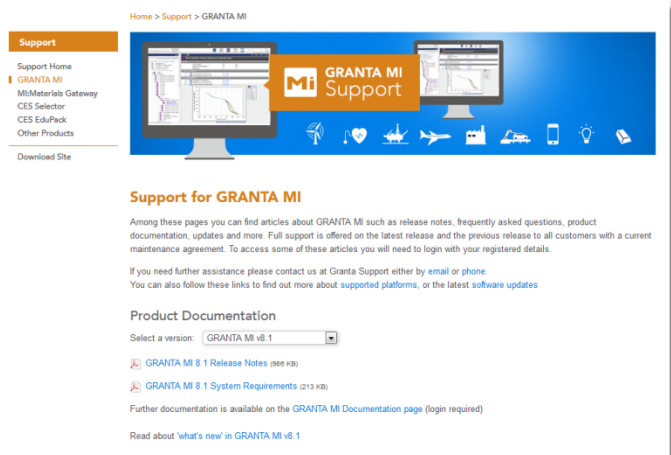 Home > Support > GRANTA MI
Support
Support Home
GRANTA MI
MI:Materials Gateway
CES Selector
CES EduPack
Other Products
Download Site
Mi GRANTA MI
Support
Support for GRANTA MI
Among these pages you can find articles about GRANTA MI such as release notes, frequently asked questions, product
documentation, updates and more. Full support is offered on the latest release and the previous release to all customers with a current
maintenance agreement. To access some of these articles you will need to login with your registered details.
If you need further assistance please contact us at Granta Support either by email or phone.
You can also follow these links to find out more about supported platforms, or the latest software updates
Product Documentation
Select a version: GRANTA MI v8.1
GRANTA MI 8.1 Release Notes (986 KB)
GRANTA MI 8.1 System Requirements (213 KB)
Further documentation is available on the GRANTA MI Documentation page (login required)
Read about 'what's new' in GRANTA MI v8.1